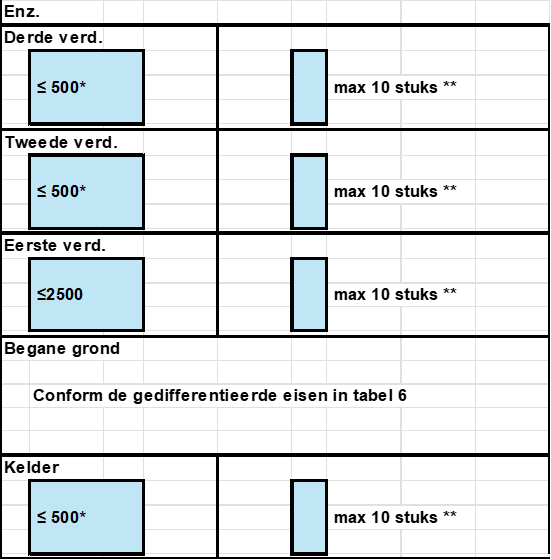 Enz.
Derde verd.
≤ 500*
max 10 stuks **
Tweede verd.
≤ 500*
max 10 stuks **
Eerste verd.
≤2500
max 10 stuks **
Begane grond
Conform de gedifferentieerde eisen in tabel 6
Kelder
≤ 500*
max 10 stuks **